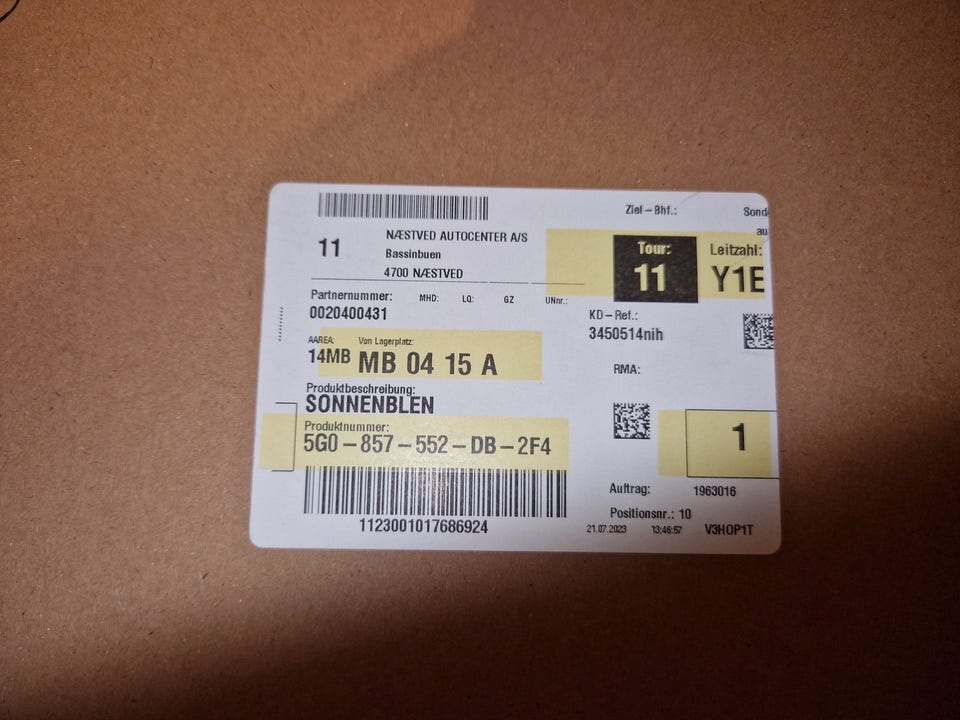 Ziel – Bhf.: Sond
au
11
NÆSTVED AUTOCENTER A/S
Bassinbuen
4700 NÆSTVED
Tour:
11
Leitzahl:
Y1E
Partnernummer: MHD: LQ: GZ UNnr.:
0020400431
KD – Ref.:
3450514nih
AAREA: Von Lagerplatz:
14MB MB 04 15 A
RMA:
Produktbeschreibung:
SONNENBLEN
Produktnummer:
5G0 – 857 – 552 – DB – 2F4
1
1123001017686924
Auftrag: 1963016
Positionsnr.: 10
21.07.2023 13:46:57 V3HOP1T